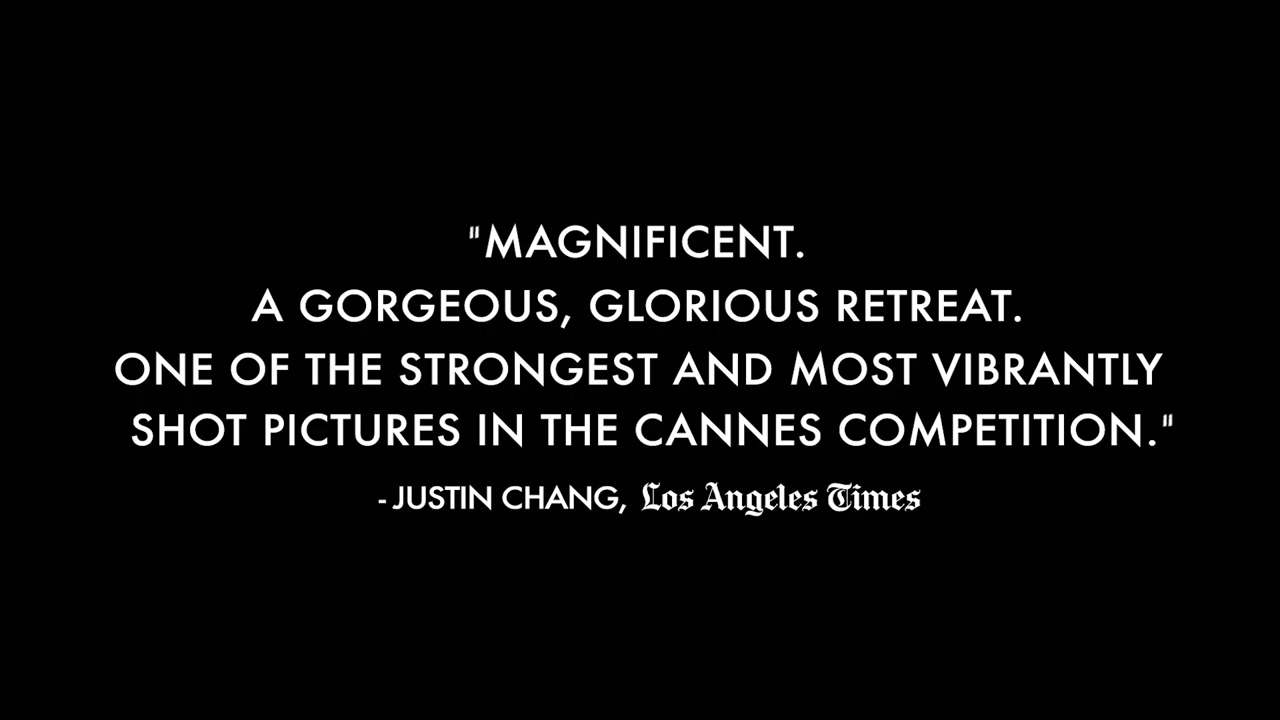 "MAGNIFICENT.
A GORGEOUS, GLORIOUS RETREAT.
ONE OF THE STRONGEST AND MOST VIBRANTLY
SHOT PICTURES IN THE CANNES COMPETITION."
- JUSTIN CHANG, Los Angeles Times